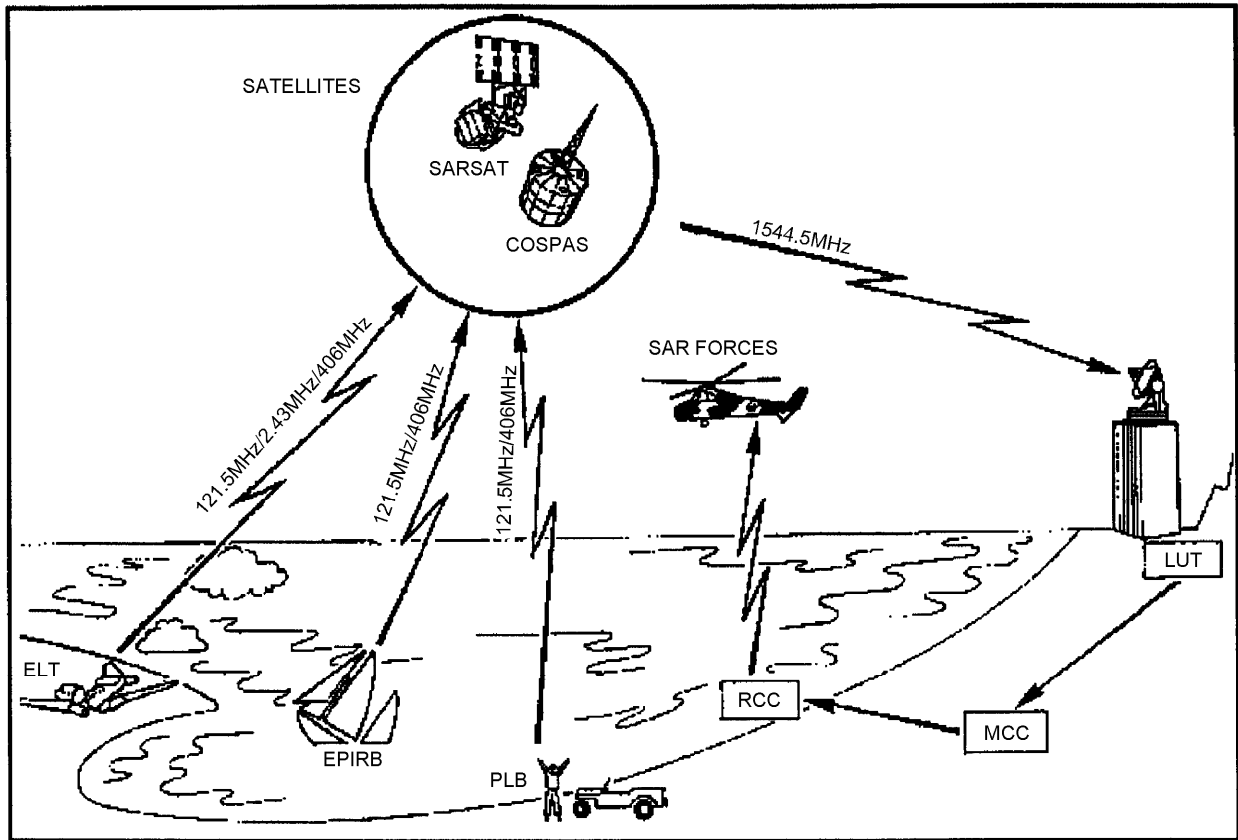 SATELLITES
SARSAT
COSPAS
1544.5MHz
121.5MHz/2.43MHz/406MHz
121.5MHz/406MHz
121.5MHz/406MHz
SAR FORCES
LUT
ELT
EPIRB
PLB
RCC
MCC